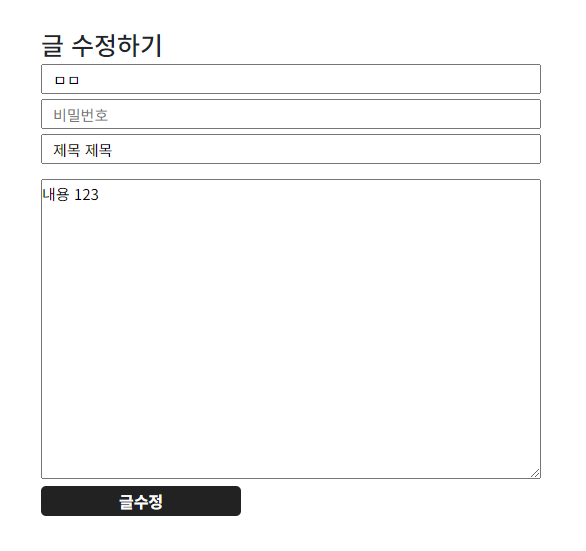 글 수정하기
ㅁㅁ
비밀번호
제목 제목
내용 123
글수정